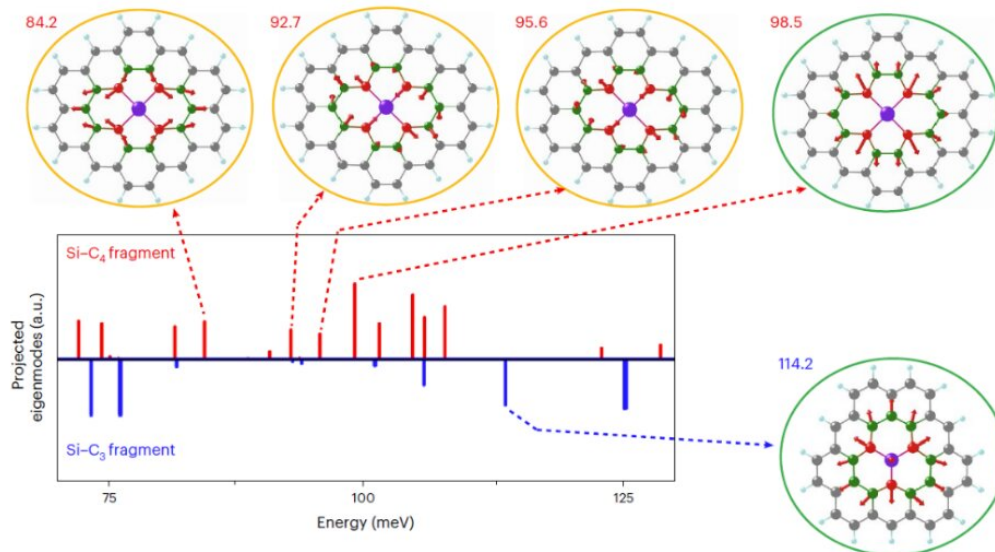 84.2
92.7
95.6
98.5
Si–C₄ fragment
Projected
eigenmodes (a.u.)
Si–C₃ fragment
114.2
75
100
125
Energy (meV)